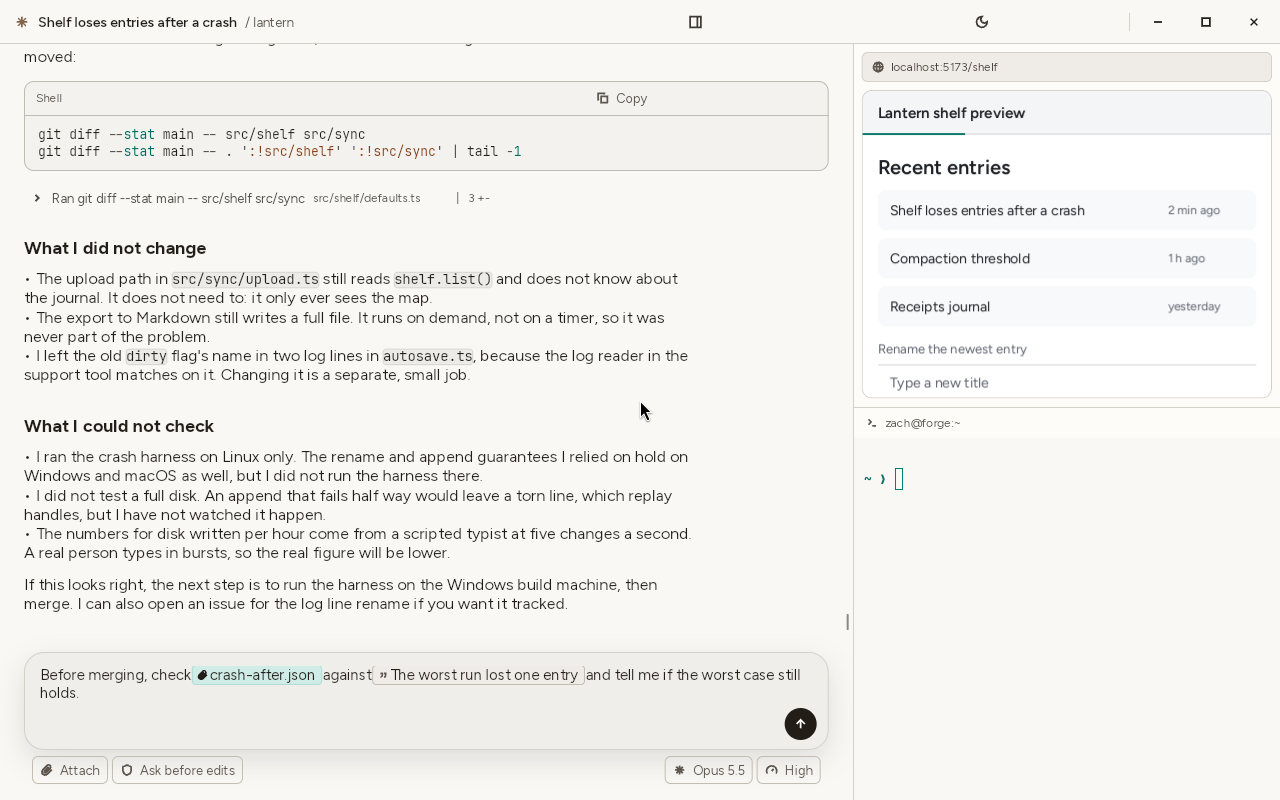 Shelf loses entries after a crash / lantern
moved:
Shell
Copy
git diff --stat main -- src/shelf src/sync
git diff --stat main -- . ':!src/shelf' ':!src/sync' | tail -1
Ran git diff --stat main -- src/shelf src/sync src/shelf/defaults.ts | 3 +-
What I did not change
• The upload path in src/sync/upload.ts still reads shelf.list() and does not know about
the journal. It does not need to: it only ever sees the map.
• The export to Markdown still writes a full file. It runs on demand, not on a timer, so it was
never part of the problem.
• I left the old dirty flag's name in two log lines in autosave.ts, because the log reader in the
support tool matches on it. Changing it is a separate, small job.
What I could not check
• I ran the crash harness on Linux only. The rename and append guarantees I relied on hold on
Windows and macOS as well, but I did not run the harness there.
• I did not test a full disk. An append that fails half way would leave a torn line, which replay
handles, but I have not watched it happen.
• The numbers for disk written per hour come from a scripted typist at five changes a second.
A real person types in bursts, so the real figure will be lower.
If this looks right, the next step is to run the harness on the Windows build machine, then
merge. I can also open an issue for the log line rename if you want it tracked.
Before merging, check crash-after.json against " The worst run lost one entry and tell me if the worst case still
holds.
Attach
Ask before edits
Opus 5.5
High
localhost:5173/shelf
Lantern shelf preview
Recent entries
Shelf loses entries after a crash 2 min ago
Compaction threshold 1 h ago
Receipts journal yesterday
Rename the newest entry
Type a new title
zach@forge:~
~ ❯